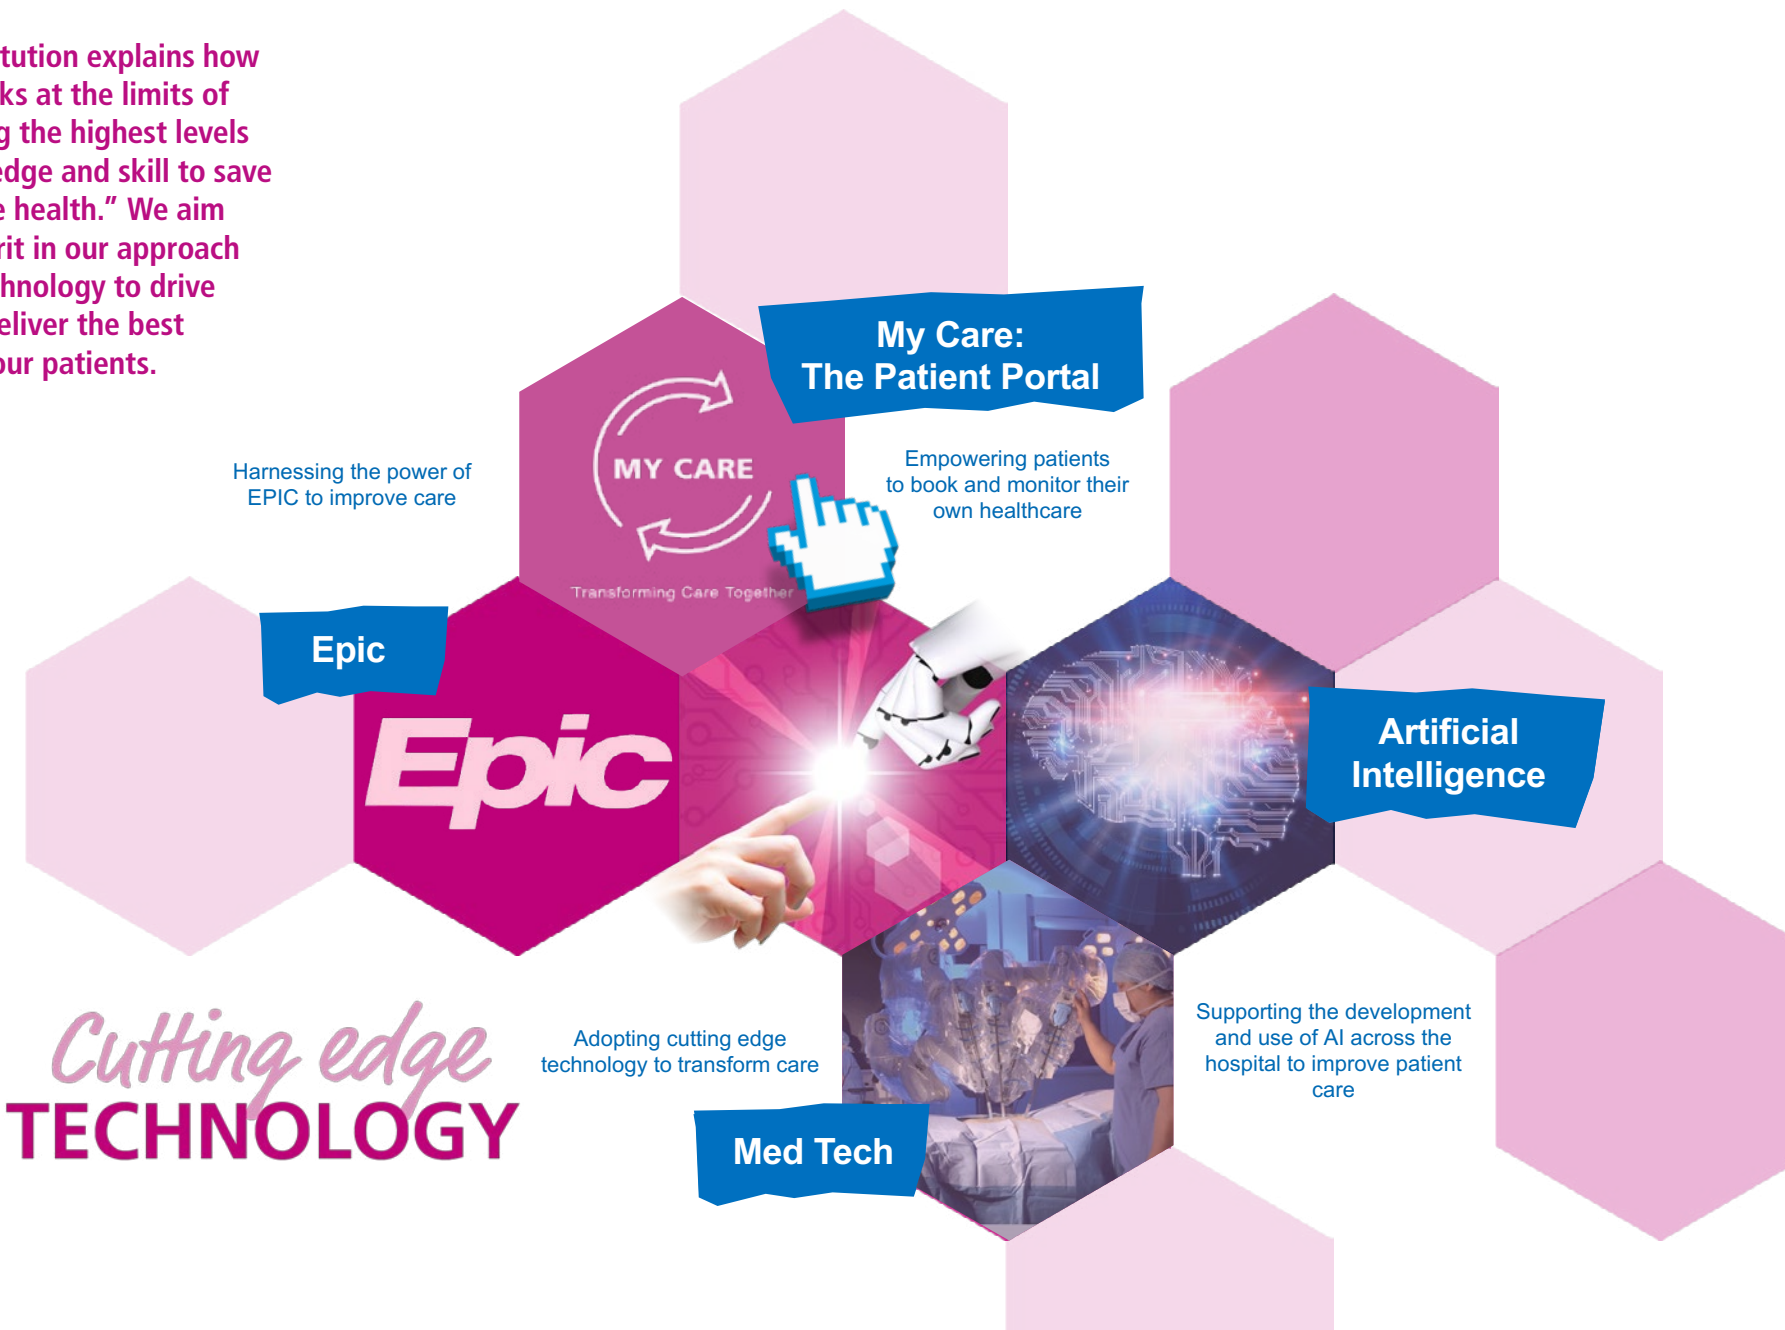 tution explains how
ks at the limits of
g the highest levels
edge and skill to save
e health.” We aim
rit in our approach
hnology to drive
eliver the best
our patients.
My Care:
The Patient Portal
MY CARE
Transforming Care Together
Harnessing the power of
EPIC to improve care
Empowering patients
to book and monitor their
own healthcare
Epic
Epic
Artificial
Intelligence
Cutting edge
TECHNOLOGY
Adopting cutting edge
technology to transform care
Supporting the development
and use of AI across the
hospital to improve patient
care
Med Tech